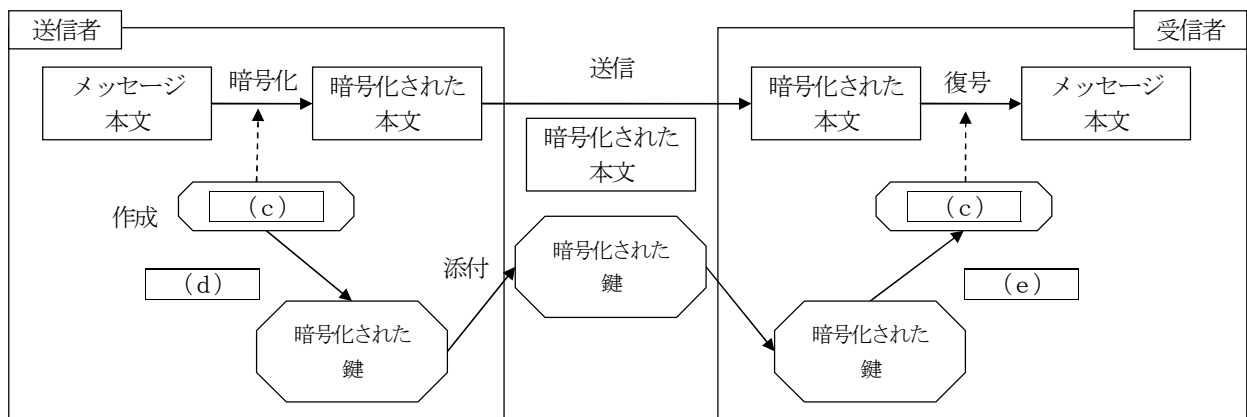 送信者
受信者
メッセージ
本文
暗号化
暗号化された
本文
送信
暗号化された
本文
暗号化された
本文
復号
メッセージ
本文
作成
（c）
（c）
（d）
添付
暗号化された
鍵
（e）
暗号化された
鍵
暗号化された
鍵